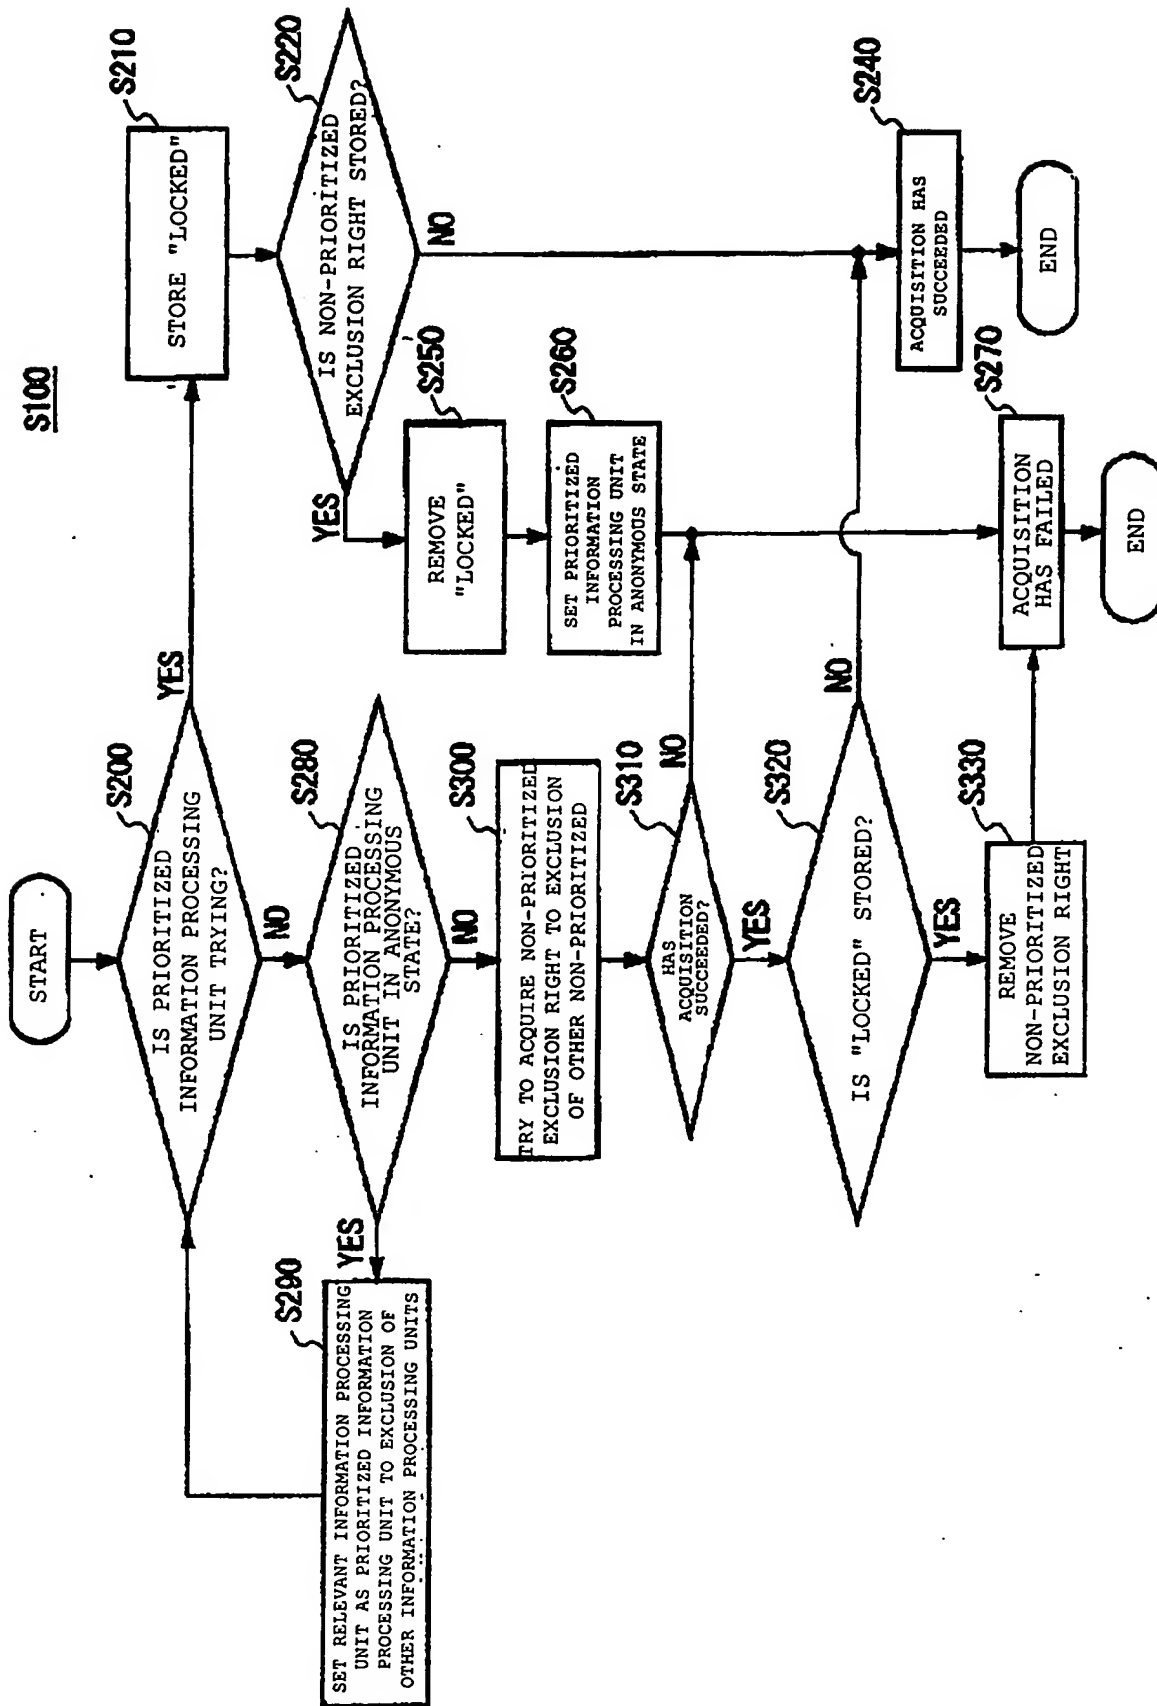 S100
START
S200
IS PRIORITIZED
INFORMATION PROCESSING
UNIT TRYING?
YES
NO
S210
STORE "LOCKED"
S220
IS NON-PRIORITIZED
EXCLUSION RIGHT STORED?
YES
NO
S250
REMOVE
"LOCKED"
S260
SET PRIORITIZED
INFORMATION
PROCESSING UNIT
IN ANONYMOUS STATE
S240
ACQUISITION HAS
SUCCEEDED
END
S270
ACQUISITION
HAS FAILED
END
S280
IS PRIORITIZED
INFORMATION PROCESSING
UNIT IN ANONYMOUS
STATE?
YES
NO
S290
SET RELEVANT INFORMATION PROCESSING
UNIT AS PRIORITIZED INFORMATION
PROCESSING UNIT TO EXCLUSION OF
OTHER INFORMATION PROCESSING UNITS
S300
TRY TO ACQUIRE NON-PRIORITIZED
EXCLUSION RIGHT TO EXCLUSION
OF OTHER NON-PRIORITIZED
S310
HAS
ACQUISITION
SUCCEEDED?
NO
YES
S320
IS "LOCKED" STORED?
NO
YES
S330
REMOVE
NON-PRIORITIZED
EXCLUSION RIGHT